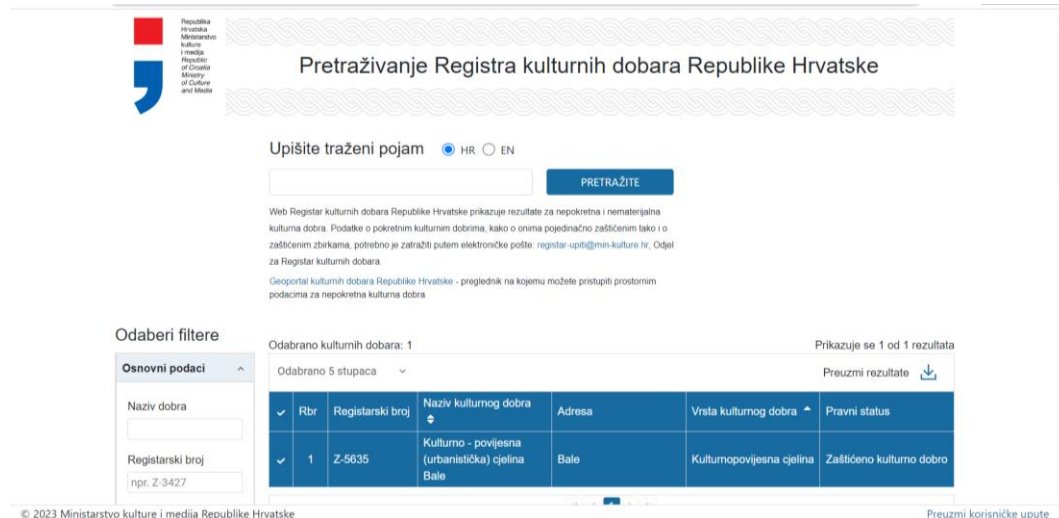 Republika
Hrvatska
Ministarstvo
kulture
i medija
Republic
of Croatia
Ministry
of Culture
and Media
Pretraživanje Registra kulturnih dobara Republike Hrvatske
Upišite traženi pojam HR EN
PRETRAŽITE
Web Registar kulturnih dobara Republike Hrvatske prikazuje rezultate za nepokretna i nematerijalna
kulturna dobra. Podatke o pokretnim kulturnim dobrima, kako o onima pojedinačno zaštićenim tako i o
zaštićenim zbirkama, potrebno je zatražiti putem elektroničke pošte: registar-upiti@min-kulture.hr, Odjel
za Registar kulturnih dobara.
Geoportal kulturnih dobara Republike Hrvatske - preglednik na kojemu možete pristupiti prostornim
podacima za nepokretna kulturna dobra
Odaberi filtere
Osnovni podaci
Naziv dobra
Registarski broj
npr. Z-3427
Odabrano kulturnih dobara: 1
Prikazuje se 1 od 1 rezultata
Odabrano 5 stupaca
Preuzmi rezultate
Rbr Registarski broj Naziv kulturnog dobra Adresa Vrsta kulturnog dobra Pravni status
1 Z-5635 Kulturno - povijesna (urbanistička) cjelina Bale Bale Kulturnopovijesna cjelina Zaštićeno kulturno dobro
© 2023 Ministarstvo kulture i medija Republike Hrvatske
Preuzmi korisničke upute